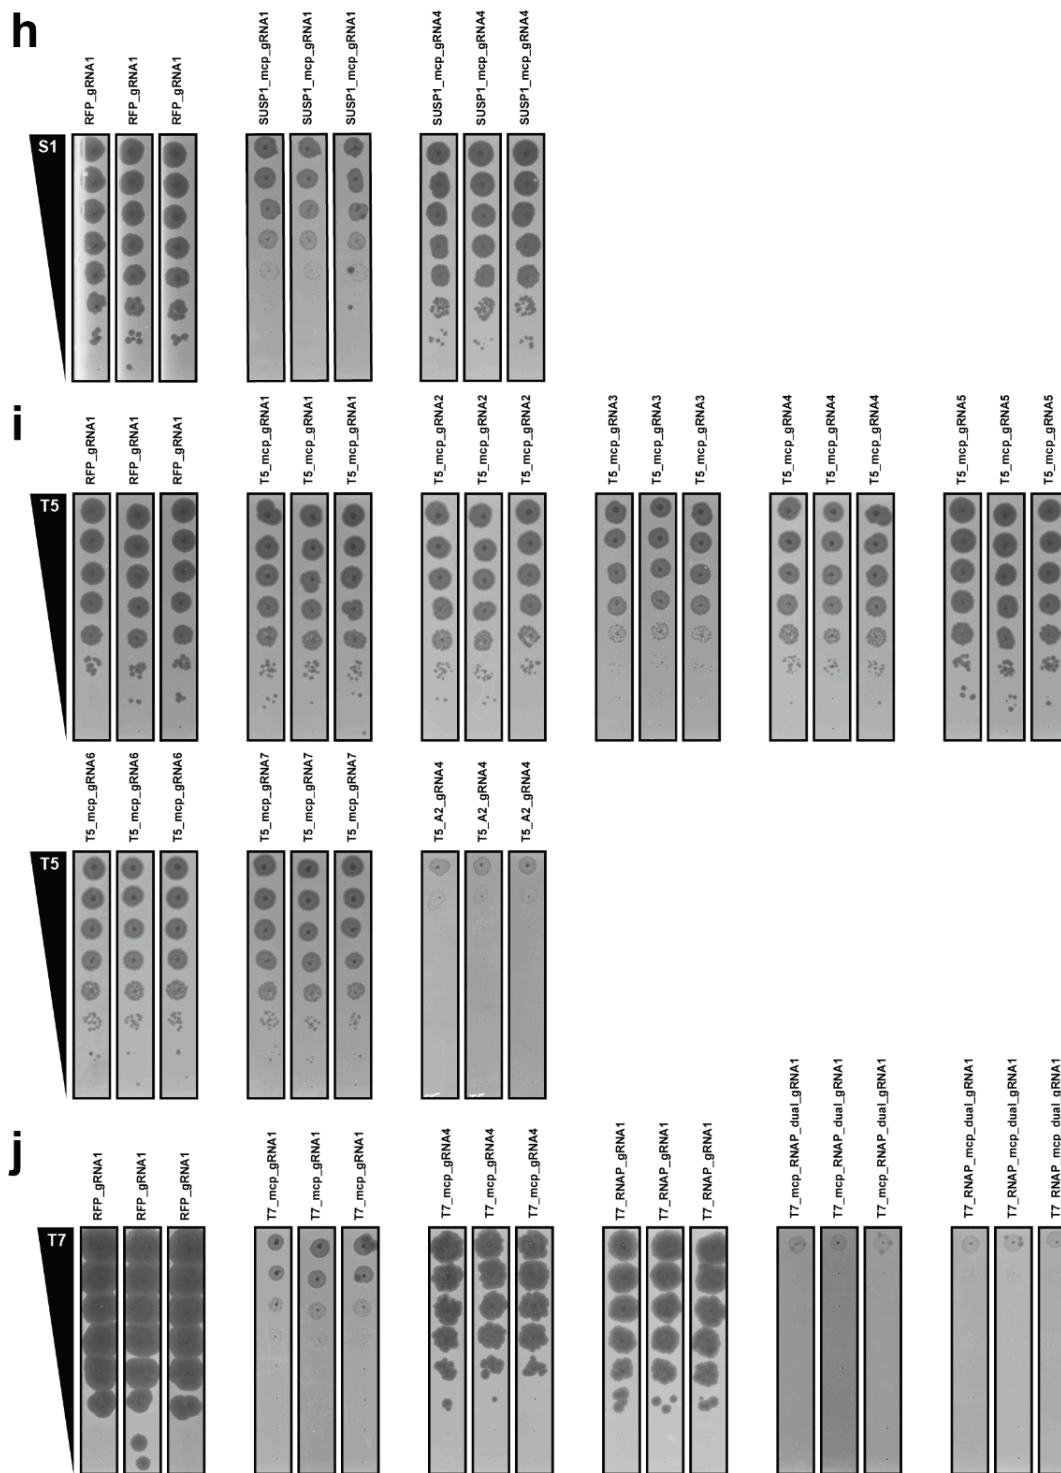 h
RFP_gRNA1
RFP_gRNA1
RFP_gRNA1
SUSP1_mcp_gRNA1
SUSP1_mcp_gRNA1
SUSP1_mcp_gRNA1
SUSP1_mcp_gRNA4
SUSP1_mcp_gRNA4
SUSP1_mcp_gRNA4
S1
i
RFP_gRNA1
RFP_gRNA1
RFP_gRNA1
T5_mcp_gRNA1
T5_mcp_gRNA1
T5_mcp_gRNA1
T5_mcp_gRNA2
T5_mcp_gRNA2
T5_mcp_gRNA2
T5_mcp_gRNA3
T5_mcp_gRNA3
T5_mcp_gRNA3
T5_mcp_gRNA4
T5_mcp_gRNA4
T5_mcp_gRNA4
T5_mcp_gRNA5
T5_mcp_gRNA5
T5_mcp_gRNA5
T5
T5_mcp_gRNA6
T5_mcp_gRNA6
T5_mcp_gRNA6
T5_mcp_gRNA7
T5_mcp_gRNA7
T5_mcp_gRNA7
T5_A2_gRNA4
T5_A2_gRNA4
T5_A2_gRNA4
T5
j
RFP_gRNA1
RFP_gRNA1
RFP_gRNA1
T7_mcp_gRNA1
T7_mcp_gRNA1
T7_mcp_gRNA1
T7_mcp_gRNA4
T7_mcp_gRNA4
T7_mcp_gRNA4
T7_RNAP_gRNA1
T7_RNAP_gRNA1
T7_RNAP_gRNA1
T7_mcp_RNAP_dual_gRNA1
T7_mcp_RNAP_dual_gRNA1
T7_mcp_RNAP_dual_gRNA1
T7_RNAP_mcp_dual_gRNA1
T7_RNAP_mcp_dual_gRNA1
T7_RNAP_mcp_dual_gRNA1
T7